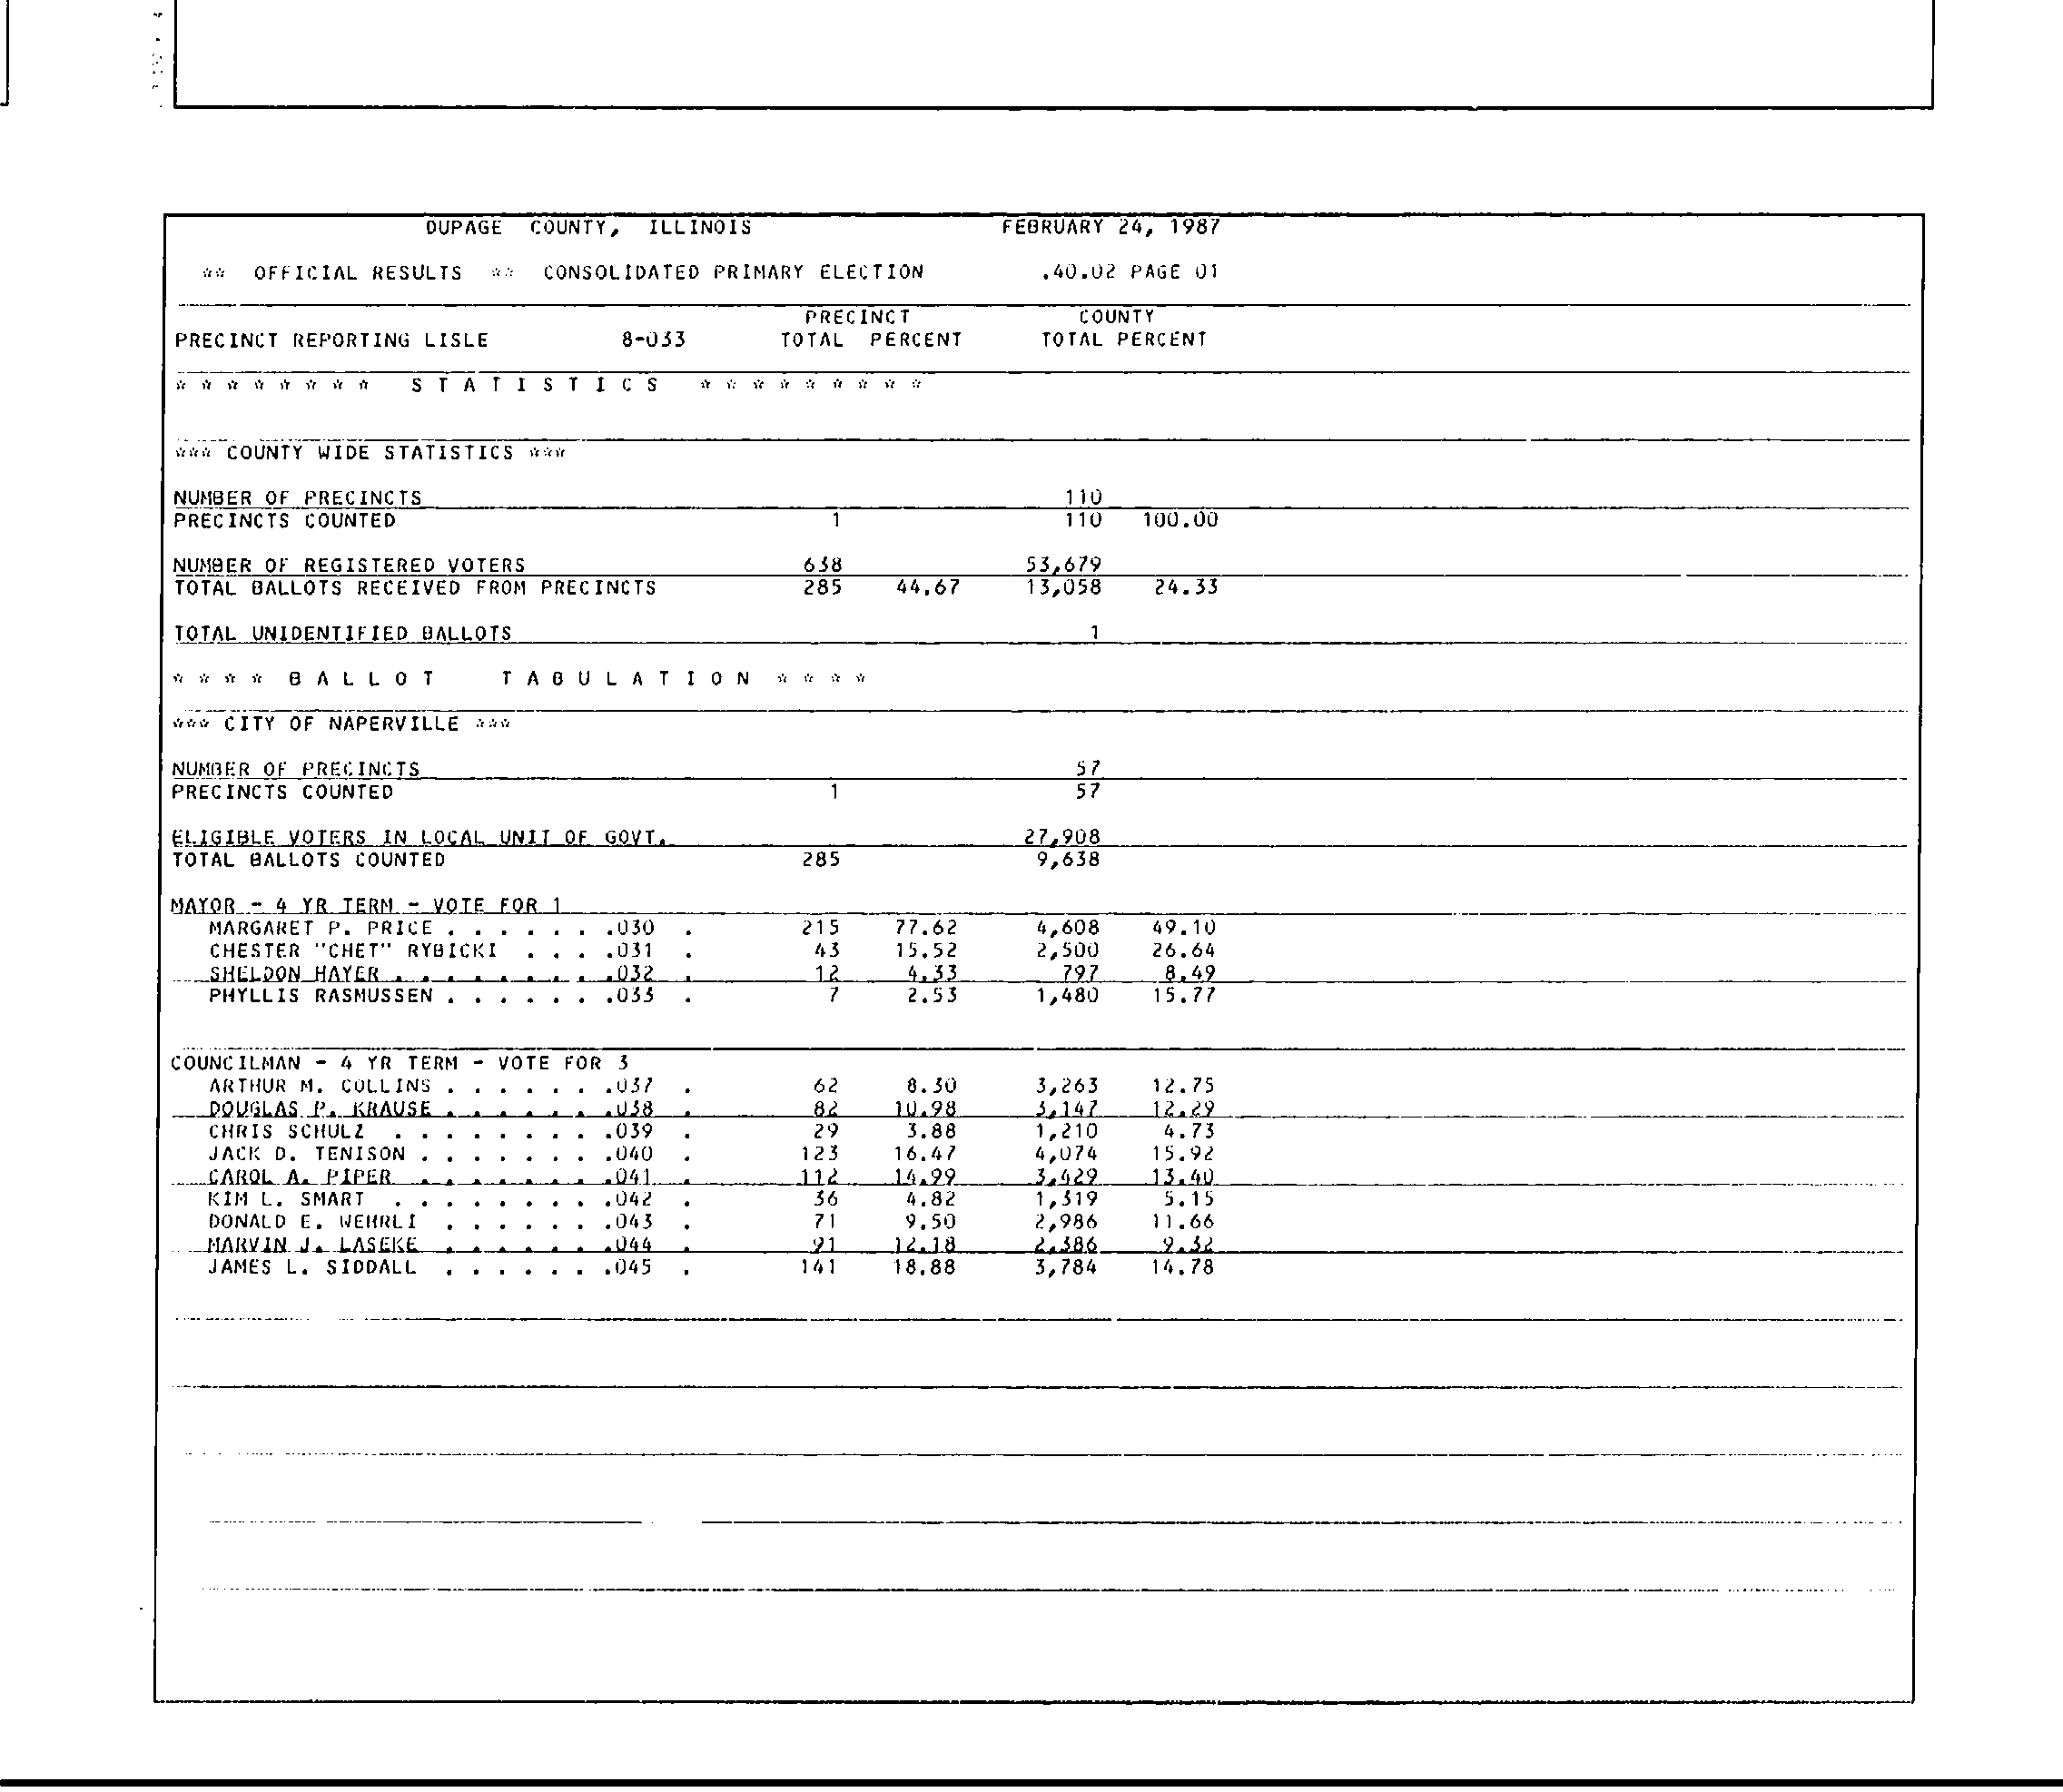 DUPAGE COUNTY, ILLINOIS FEBRUARY 24, 1987
** OFFICIAL RESULTS ** CONSOLIDATED PRIMARY ELECTION .40.02 PAGE 01
PRECINCT COUNTY
PRECINCT REPORTING LISLE 8-033 TOTAL PERCENT TOTAL PERCENT
* * * * * * * * S T A T I S T I C S * * * * * * * * *
*** COUNTY WIDE STATISTICS ***
NUMBER OF PRECINCTS 110
PRECINCTS COUNTED 1 110 100.00
NUMBER OF REGISTERED VOTERS 638 53,679
TOTAL BALLOTS RECEIVED FROM PRECINCTS 285 44.67 13,058 24.33
TOTAL UNIDENTIFIED BALLOTS 1
* * * * B A L L O T T A B U L A T I O N * * * *
*** CITY OF NAPERVILLE ***
NUMBER OF PRECINCTS 57
PRECINCTS COUNTED 1 57
ELIGIBLE VOTERS IN LOCAL UNIT OF GOVT. 27,908
TOTAL BALLOTS COUNTED 285 9,638
MAYOR - 4 YR TERM - VOTE FOR 1
MARGARET P. PRICE . . . . . . .030 . 215 77.62 4,608 49.10
CHESTER "CHET" RYBICKI . . . .031 . 43 15.52 2,500 26.64
SHELDON HAYER . . . . . . . . .032 . 12 4.33 797 8.49
PHYLLIS RASMUSSEN . . . . . . .033 . 7 2.53 1,480 15.77
COUNCILMAN - 4 YR TERM - VOTE FOR 3
ARTHUR M. COLLINS . . . . . . .037 . 62 8.30 3,263 12.75
DOUGLAS P. KRAUSE . . . . . . .038 . 82 10.98 3,147 12.29
CHRIS SCHULZ . . . . . . . . .039 . 29 3.88 1,210 4.73
JACK D. TENISON . . . . . . . .040 . 123 16.47 4,074 15.92
CAROL A. PIPER . . . . . . . .041 . 112 14.99 3,429 13.40
KIM L. SMART . . . . . . . . .042 . 36 4.82 1,319 5.15
DONALD E. WEHRLI . . . . . . .043 . 71 9.50 2,986 11.66
MARVIN J. LASEKE . . . . . . .044 . 91 12.18 2,386 9.32
JAMES L. SIDDALL . . . . . . .045 . 141 18.88 3,784 14.78